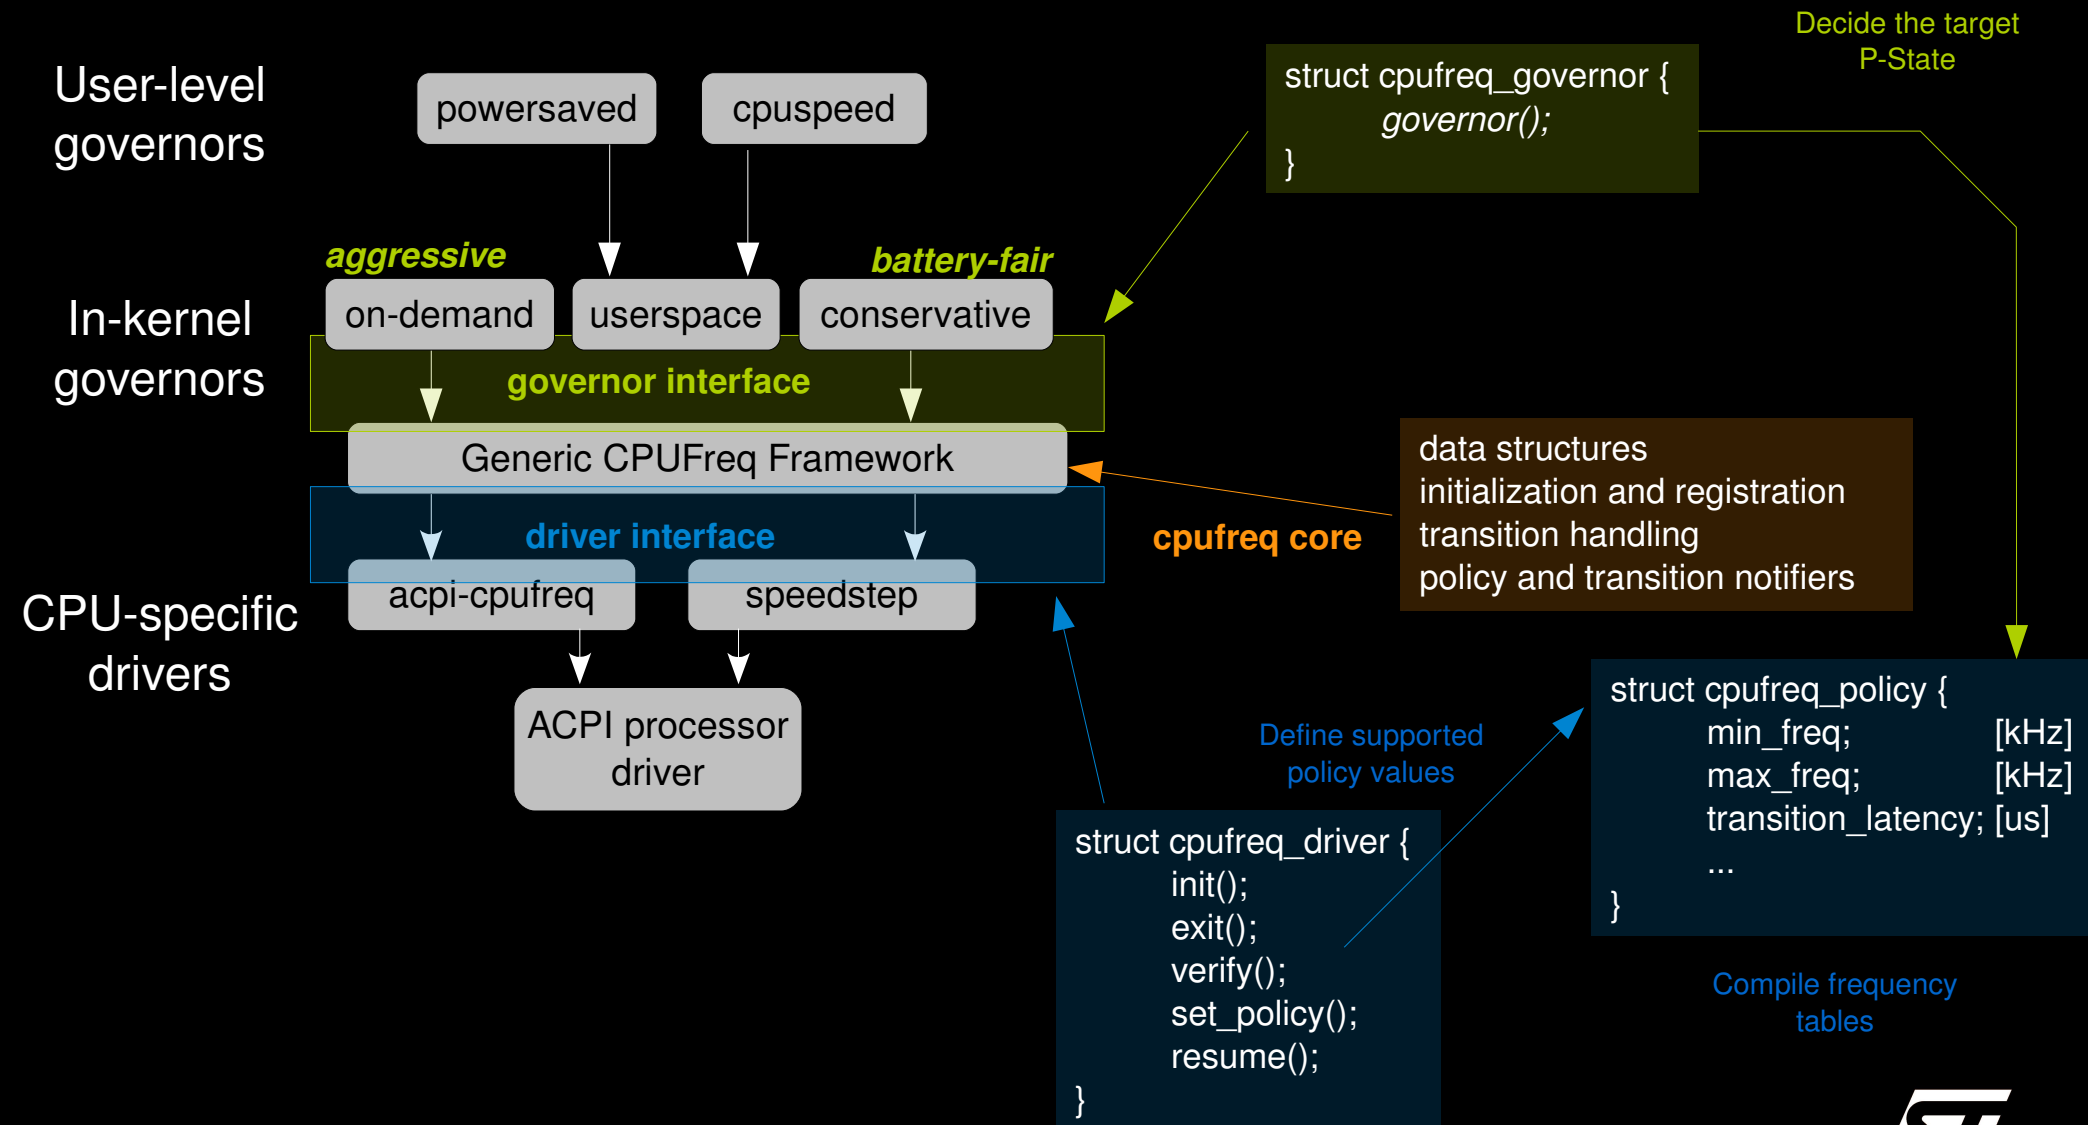 Decide the target
P-State
User-level
governors
powersaved
cpuspeed
struct cpufreq_governor {
governor();
}
aggressive
battery-fair
In-kernel
governors
on-demand
userspace
conservative
governor interface
Generic CPUFreq Framework
driver interface
cpufreq core
data structures
initialization and registration
transition handling
policy and transition notifiers
CPU-specific
drivers
acpi-cpufreq
speedstep
ACPI processor
driver
Define supported
policy values
struct cpufreq_policy {
min_freq; [kHz]
max_freq; [kHz]
transition_latency; [us]
...
}
struct cpufreq_driver {
init();
exit();
verify();
set_policy();
resume();
}
Compile frequency
tables